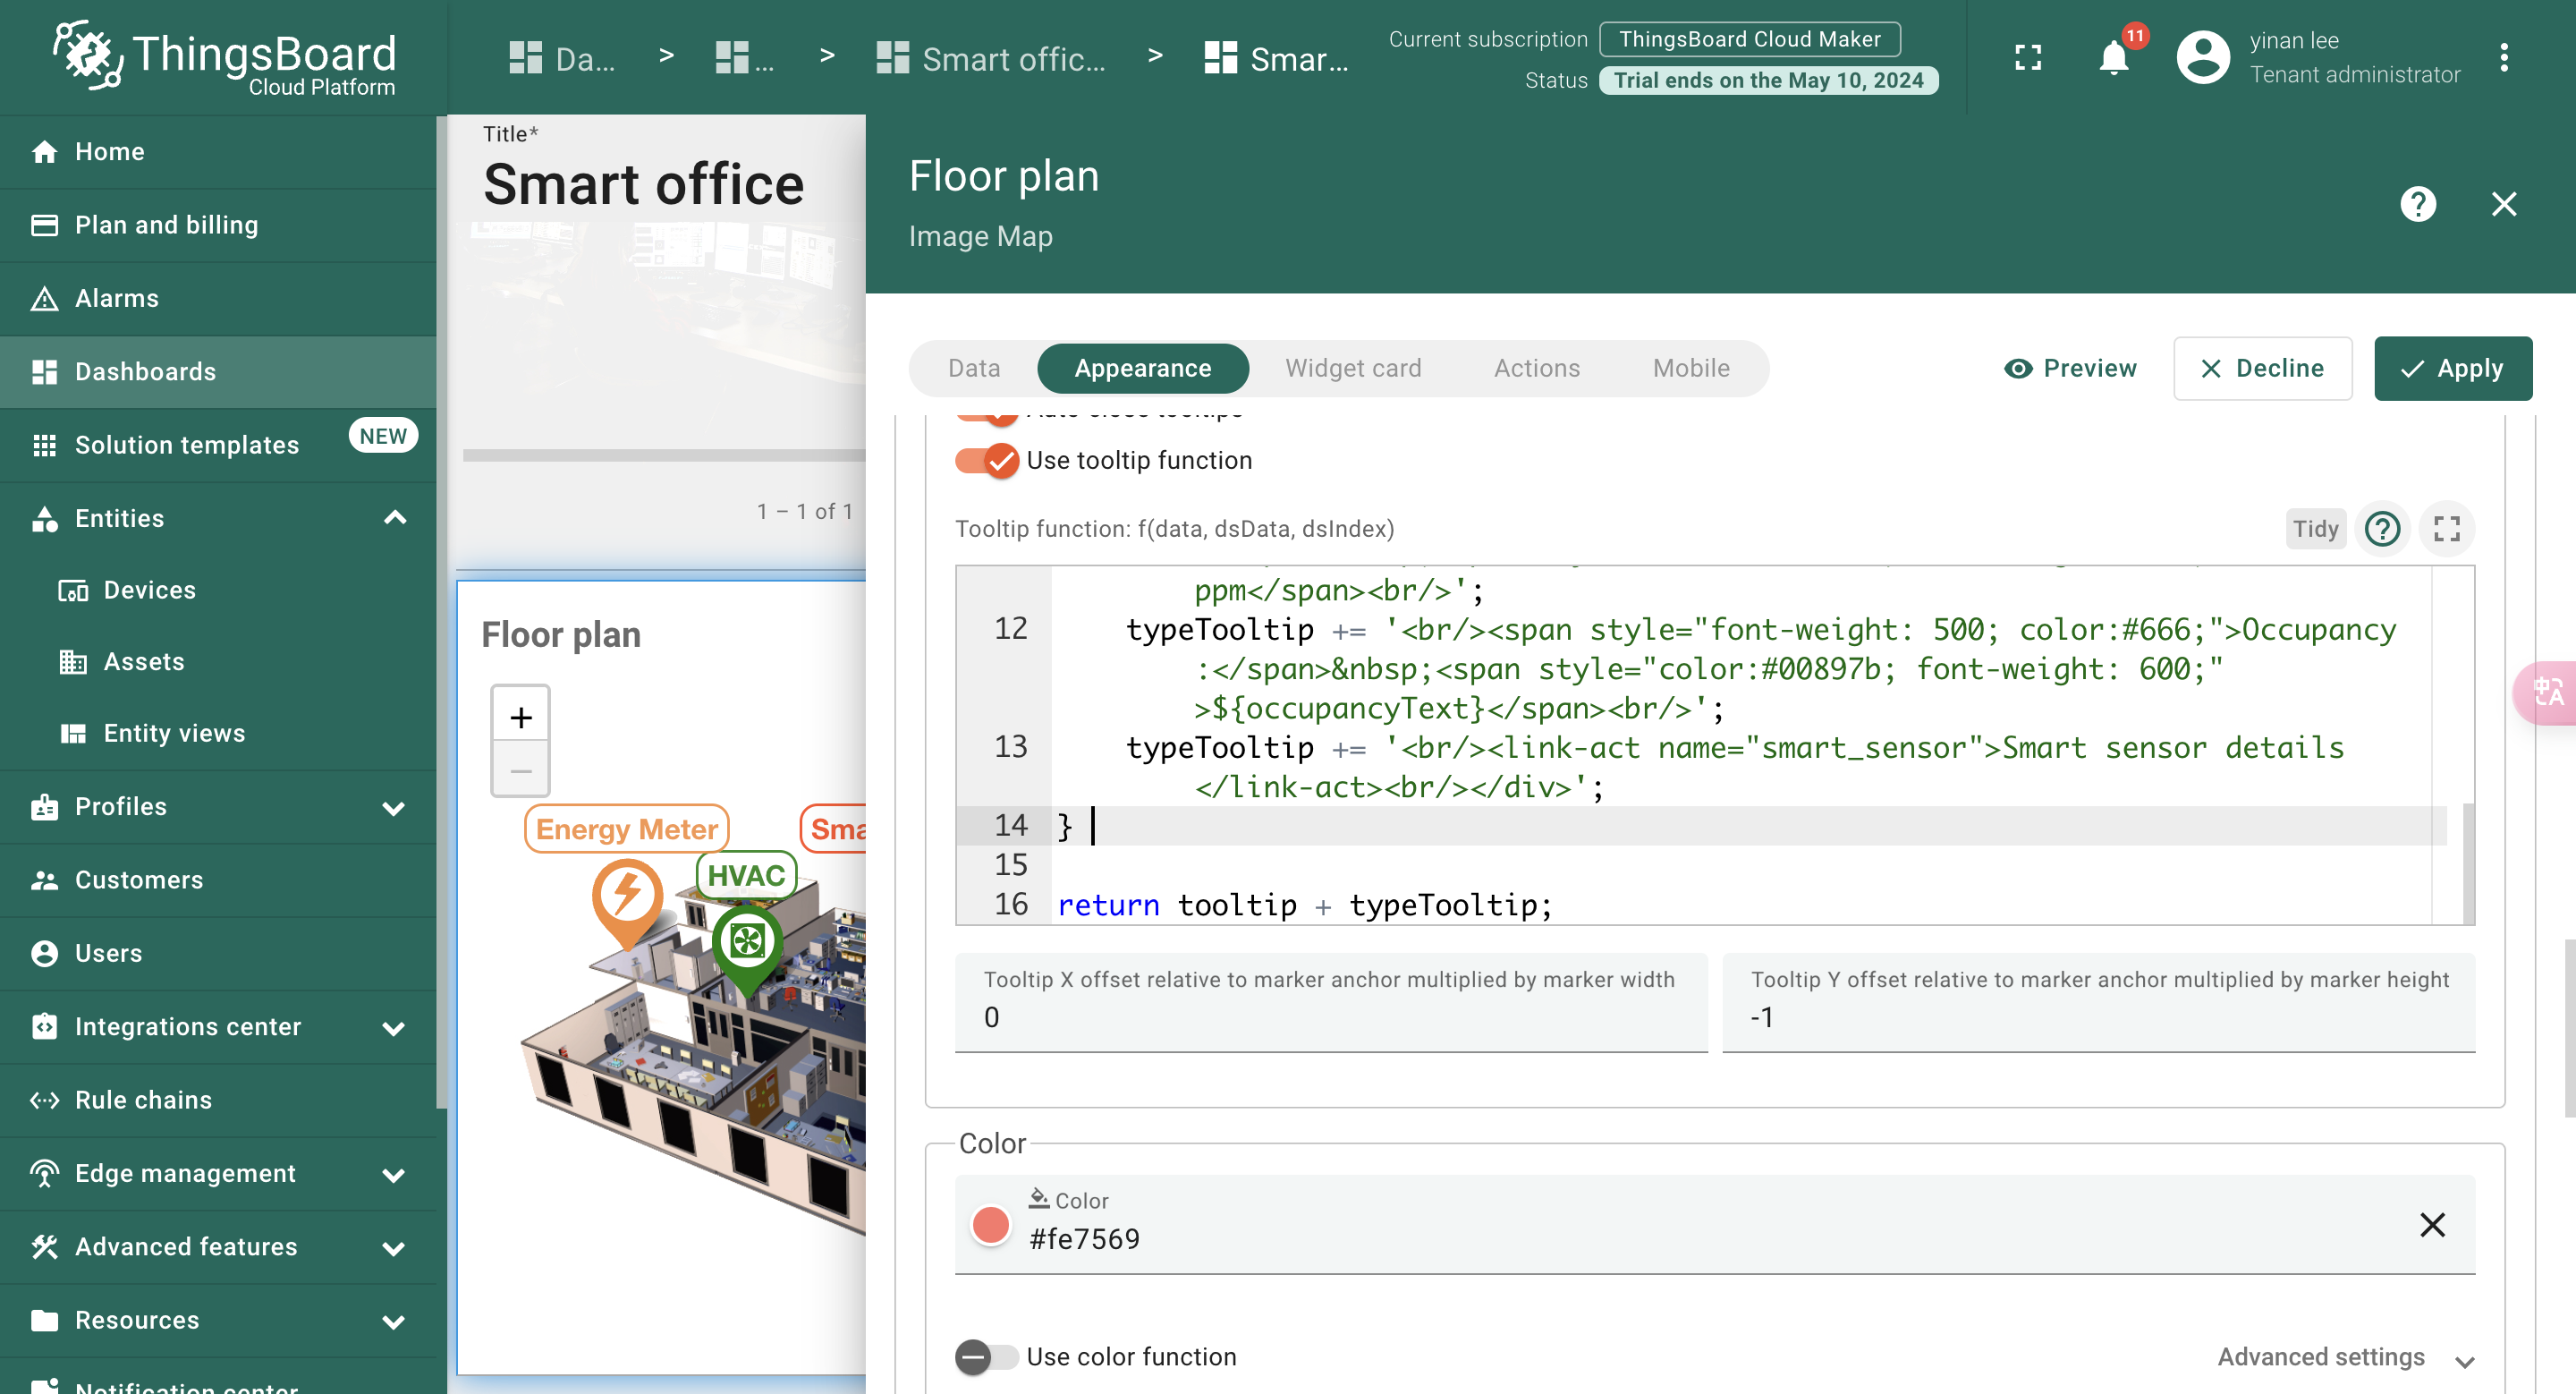 ThingsBoard
Cloud Platform
Da...
>
...
>
Smart offic...
>
Smar...
Current subscription
ThingsBoard Cloud Maker
Status
Trial ends on the May 10, 2024
11
yinan lee
Tenant administrator
Home
Plan and billing
Alarms
Dashboards
Solution templates
NEW
Entities
Devices
Assets
Entity views
Profiles
Customers
Users
Integrations center
Rule chains
Edge management
Advanced features
Resources
Notification center
Title*
Smart office
1 – 1 of 1
Floor plan
+
−
Energy Meter
Sma
HVAC
Floor plan
Image Map
Data
Appearance
Widget card
Actions
Mobile
Preview
Decline
Apply
Auto-close tooltips
Use tooltip function
Tooltip function: f(data, dsData, dsIndex)
Tidy
ppm</span><br/>';
12 typeTooltip += '<br/><span style="font-weight: 500; color:#666;">Occupancy
:</span>&nbsp;<span style="color:#00897b; font-weight: 600;"
>${occupancyText}</span><br/>';
13 typeTooltip += '<br/><link-act name="smart_sensor">Smart sensor details
</link-act><br/></div>';
14 }
15
16 return tooltip + typeTooltip;
Tooltip X offset relative to marker anchor multiplied by marker width
0
Tooltip Y offset relative to marker anchor multiplied by marker height
-1
Color
Color
#fe7569
Use color function
Advanced settings
中A